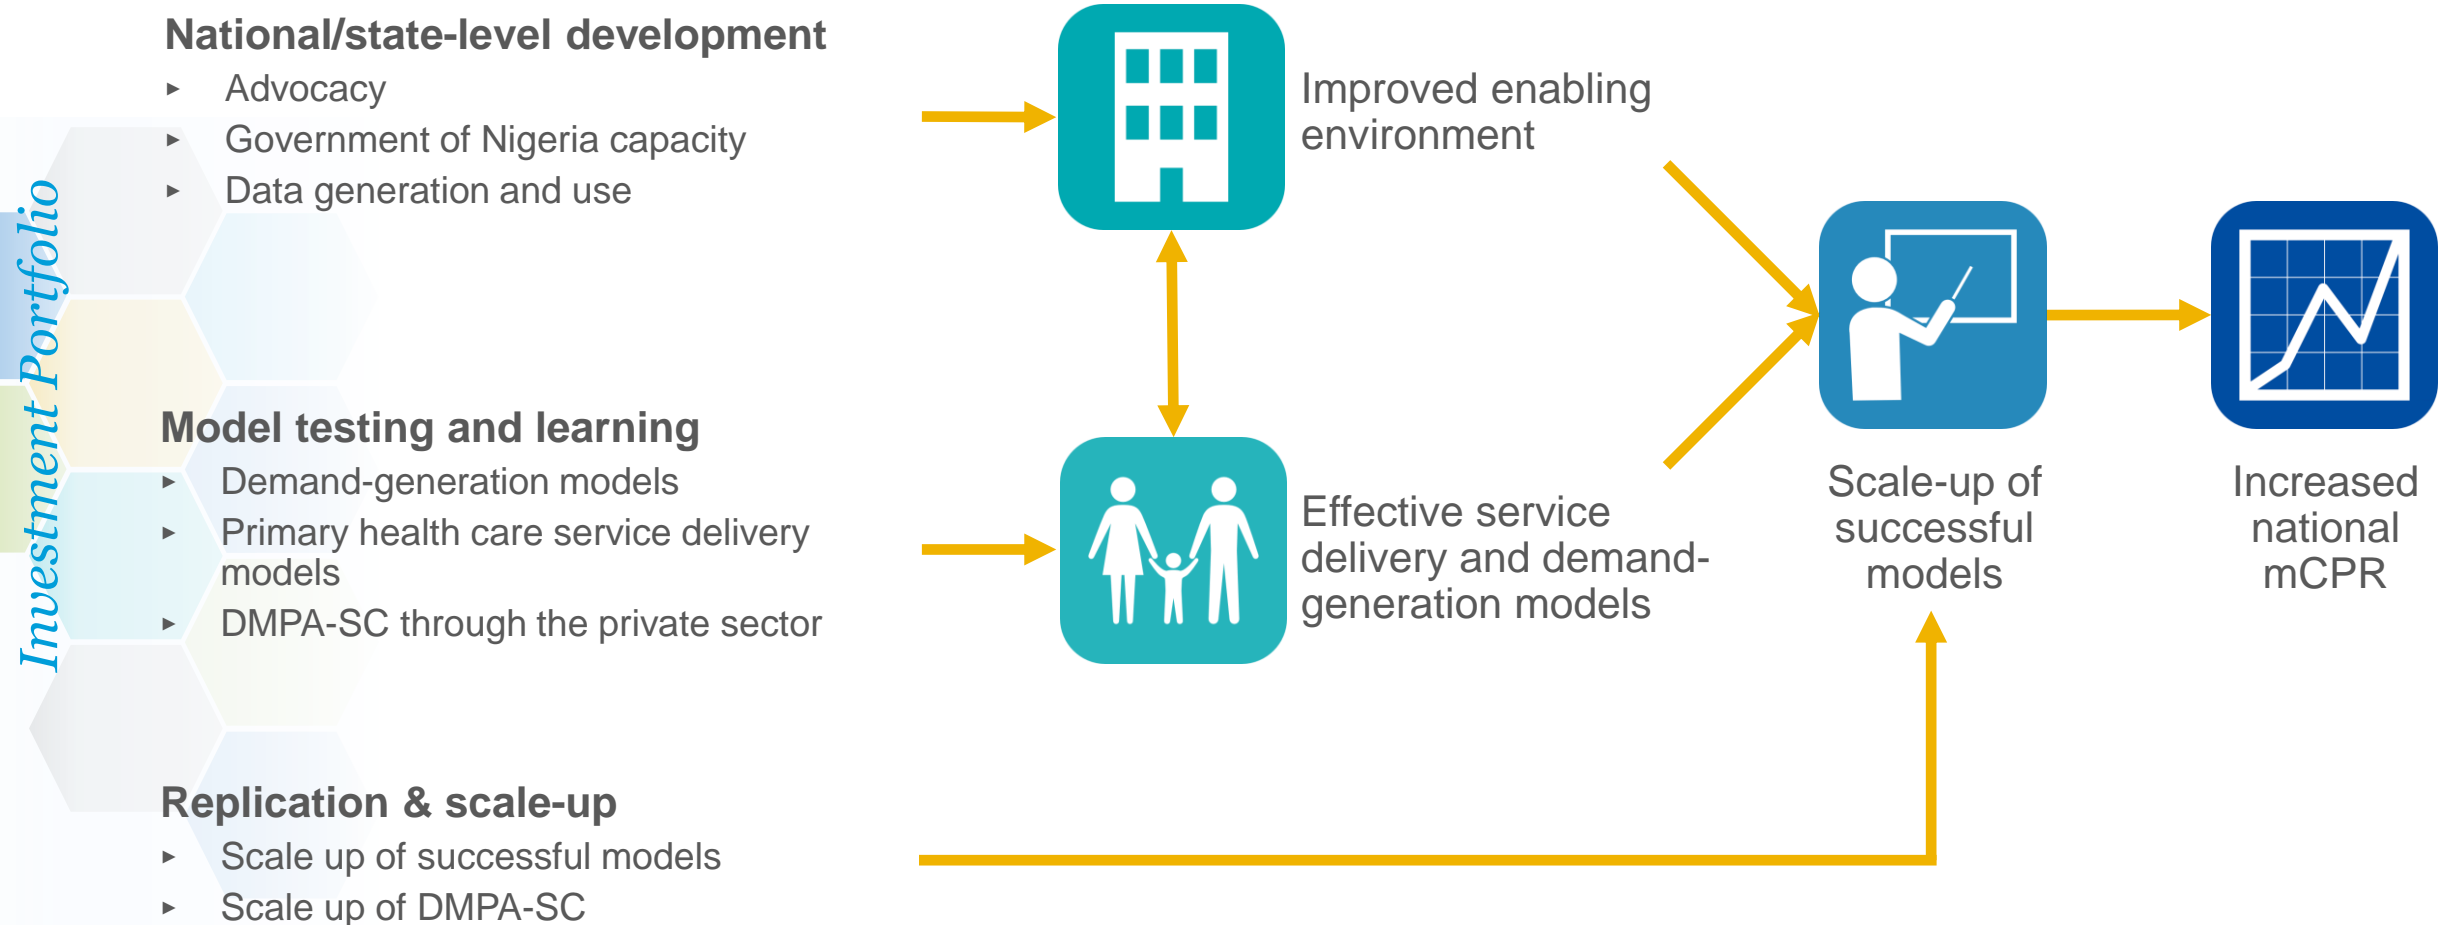 Investment Portfolio
National/state-level development
► Advocacy
► Government of Nigeria capacity
► Data generation and use
Model testing and learning
► Demand-generation models
► Primary health care service delivery
models
► DMPA-SC through the private sector
Replication & scale-up
► Scale up of successful models
► Scale up of DMPA-SC
Improved enabling
environment
Effective service
delivery and demand-
generation models
Scale-up of
successful
models
Increased
national
mCPR